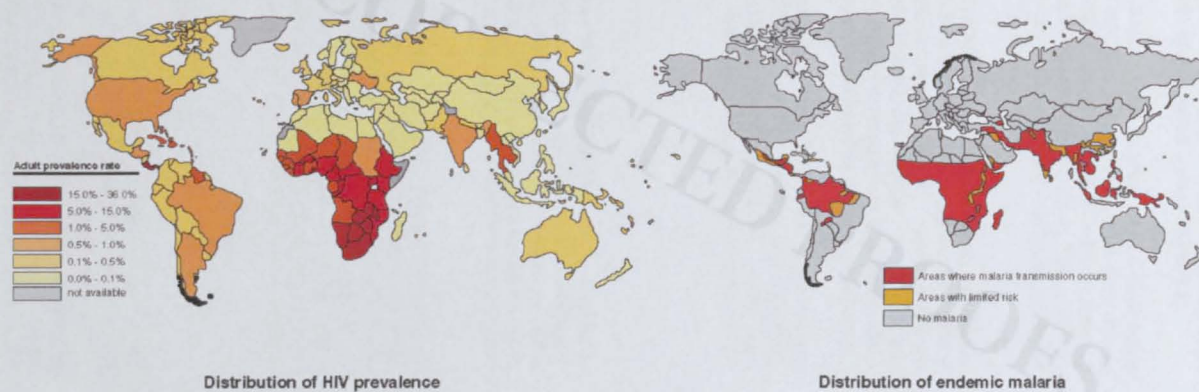 Adult prevalence rate
15.0% - 36.0%
5.0% - 15.0%
1.0% - 5.0%
0.5% - 1.0%
0.1% - 0.5%
0.0% - 0.1%
not available
Distribution of HIV prevalence
Areas where malaria transmission occurs
Areas with limited risk
No malaria
Distribution of endemic malaria
CTED PROOFS